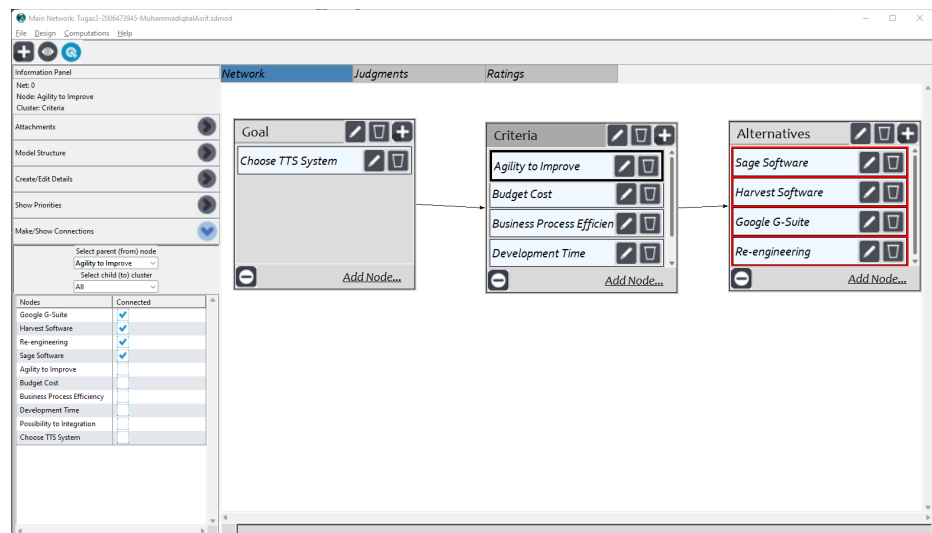 Main Network: Tugas3-2006473945-MuhammadIqbalAsrif.sdmod
File Design Computations Help
Information Panel
Net: 0
Node: Agility to Improve
Cluster: Criteria
Attachments
Model Structure
Create/Edit Details
Show Priorities
Make/Show Connections
Select parent (from) node
Agility to Improve
Select child (to) cluster
All
Nodes Connected
Google G-Suite
Harvest Software
Re-engineering
Sage Software
Agility to Improve
Budget Cost
Business Process Efficiency
Development Time
Possibility to Integration
Choose TTS System
Network Judgments Ratings
Goal
Choose TTS System
Add Node...
Criteria
Agility to Improve
Budget Cost
Business Process Efficien
Development Time
Add Node...
Alternatives
Sage Software
Harvest Software
Google G-Suite
Re-engineering
Add Node...